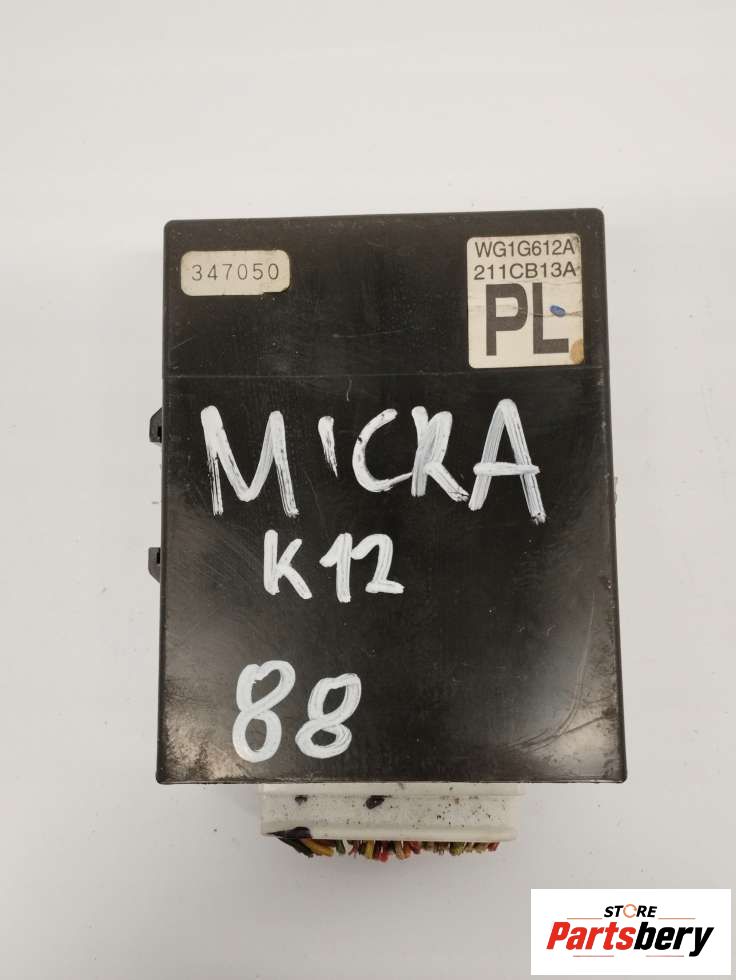 347050
WG1G612A
211CB13A
PL
MICRA
K12
88
STORE
Partsbery